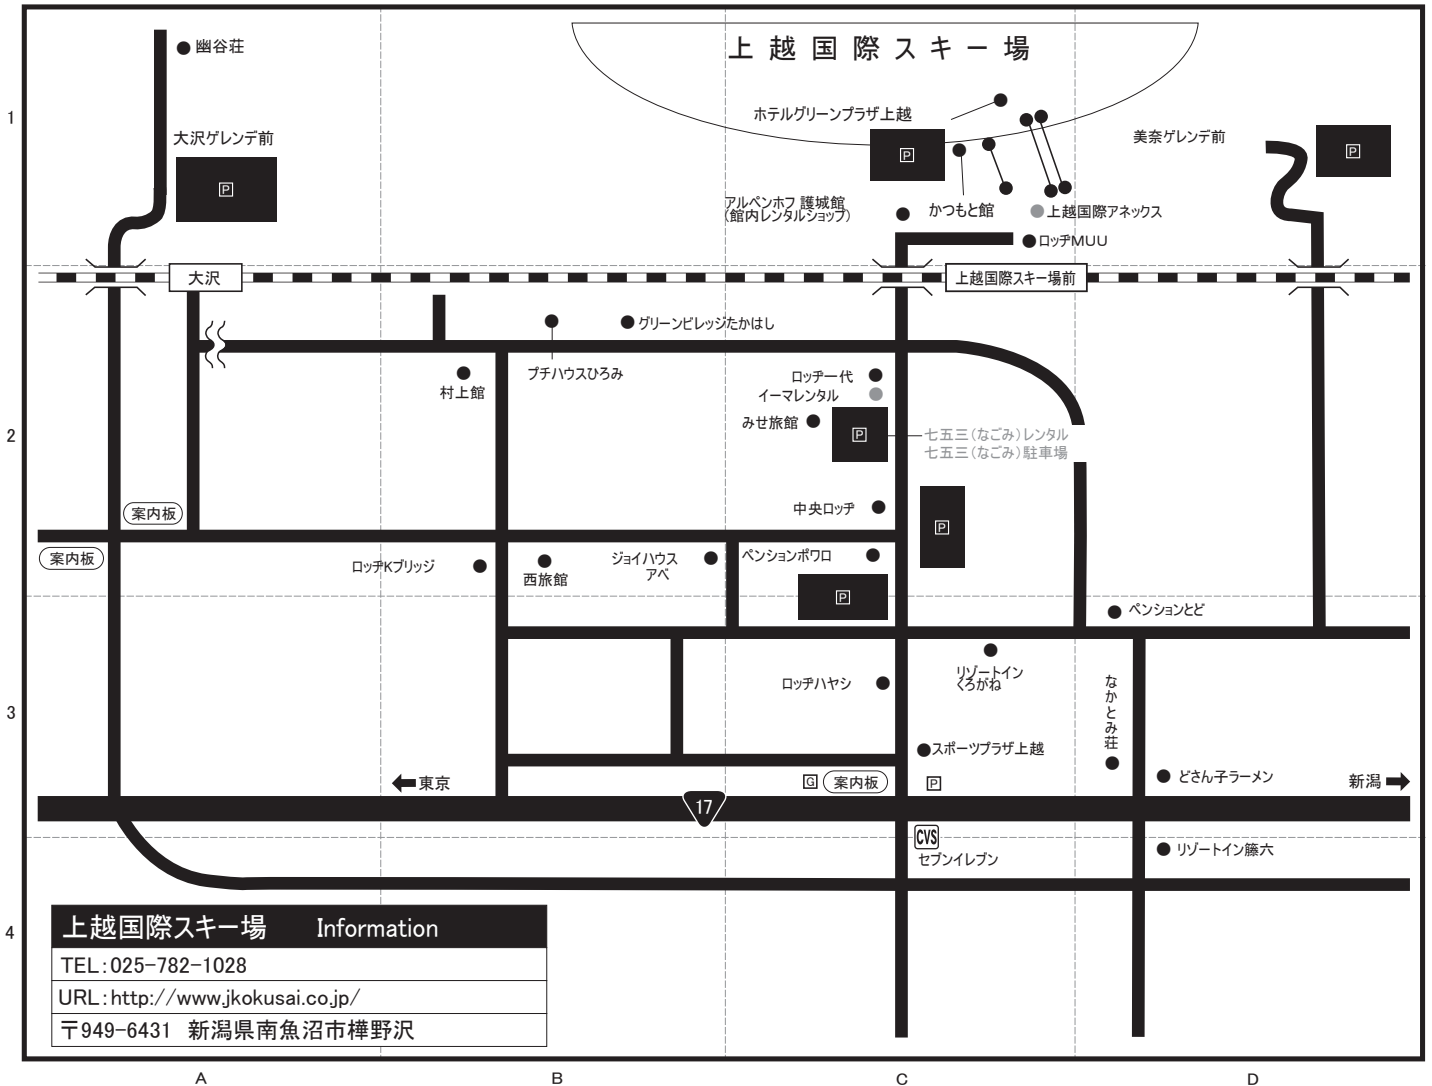 上越国際スキー場
幽谷荘
ホテルグリーンプラザ上越
1
大沢ゲレンデ前
美奈ゲレンデ前
P
P
P
アルペンホフ 護城館
(館内レンタルショップ)
かつもと館
上越国際アネックス
ロッヂMUU
大沢
上越国際スキー場前
グリーンビレッジたかはし
プチハウスひろみ
村上館
ロッヂ一代
イーマレンタル
みせ旅館
P
2
七五三(なごみ)レンタル
七五三(なごみ)駐車場
案内板
中央ロッヂ
P
案内板
ロッヂKブリッジ
西旅館
ジョイハウス
アベ
ペンションポワロ
P
ペンションとど
リゾートイン
くろがね
ロッヂハヤシ
なかとみ荘
3
スポーツプラザ上越
どさん子ラーメン
東京
G
案内板
P
新潟
17
CVS
セブンイレブン
リゾートイン籐六
4
上越国際スキー場 Information
TEL:025-782-1028
URL:http://www.jkokusai.co.jp/
〒949-6431 新潟県南魚沼市樺野沢
A B C D